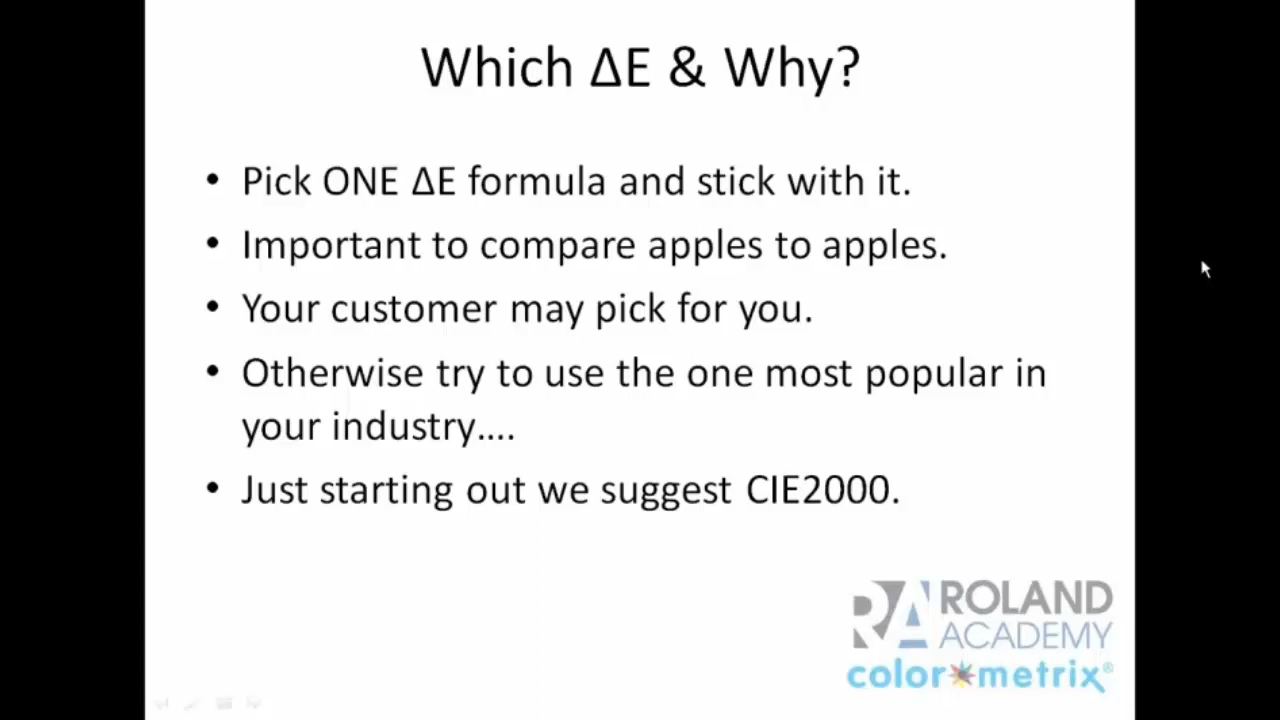 Which ΔE & Why?
• Pick ONE ΔE formula and stick with it.
• Important to compare apples to apples.
• Your customer may pick for you.
• Otherwise try to use the one most popular in
your industry....
• Just starting out we suggest CIE2000.
RA ROLAND
ACADEMY
color metrix®